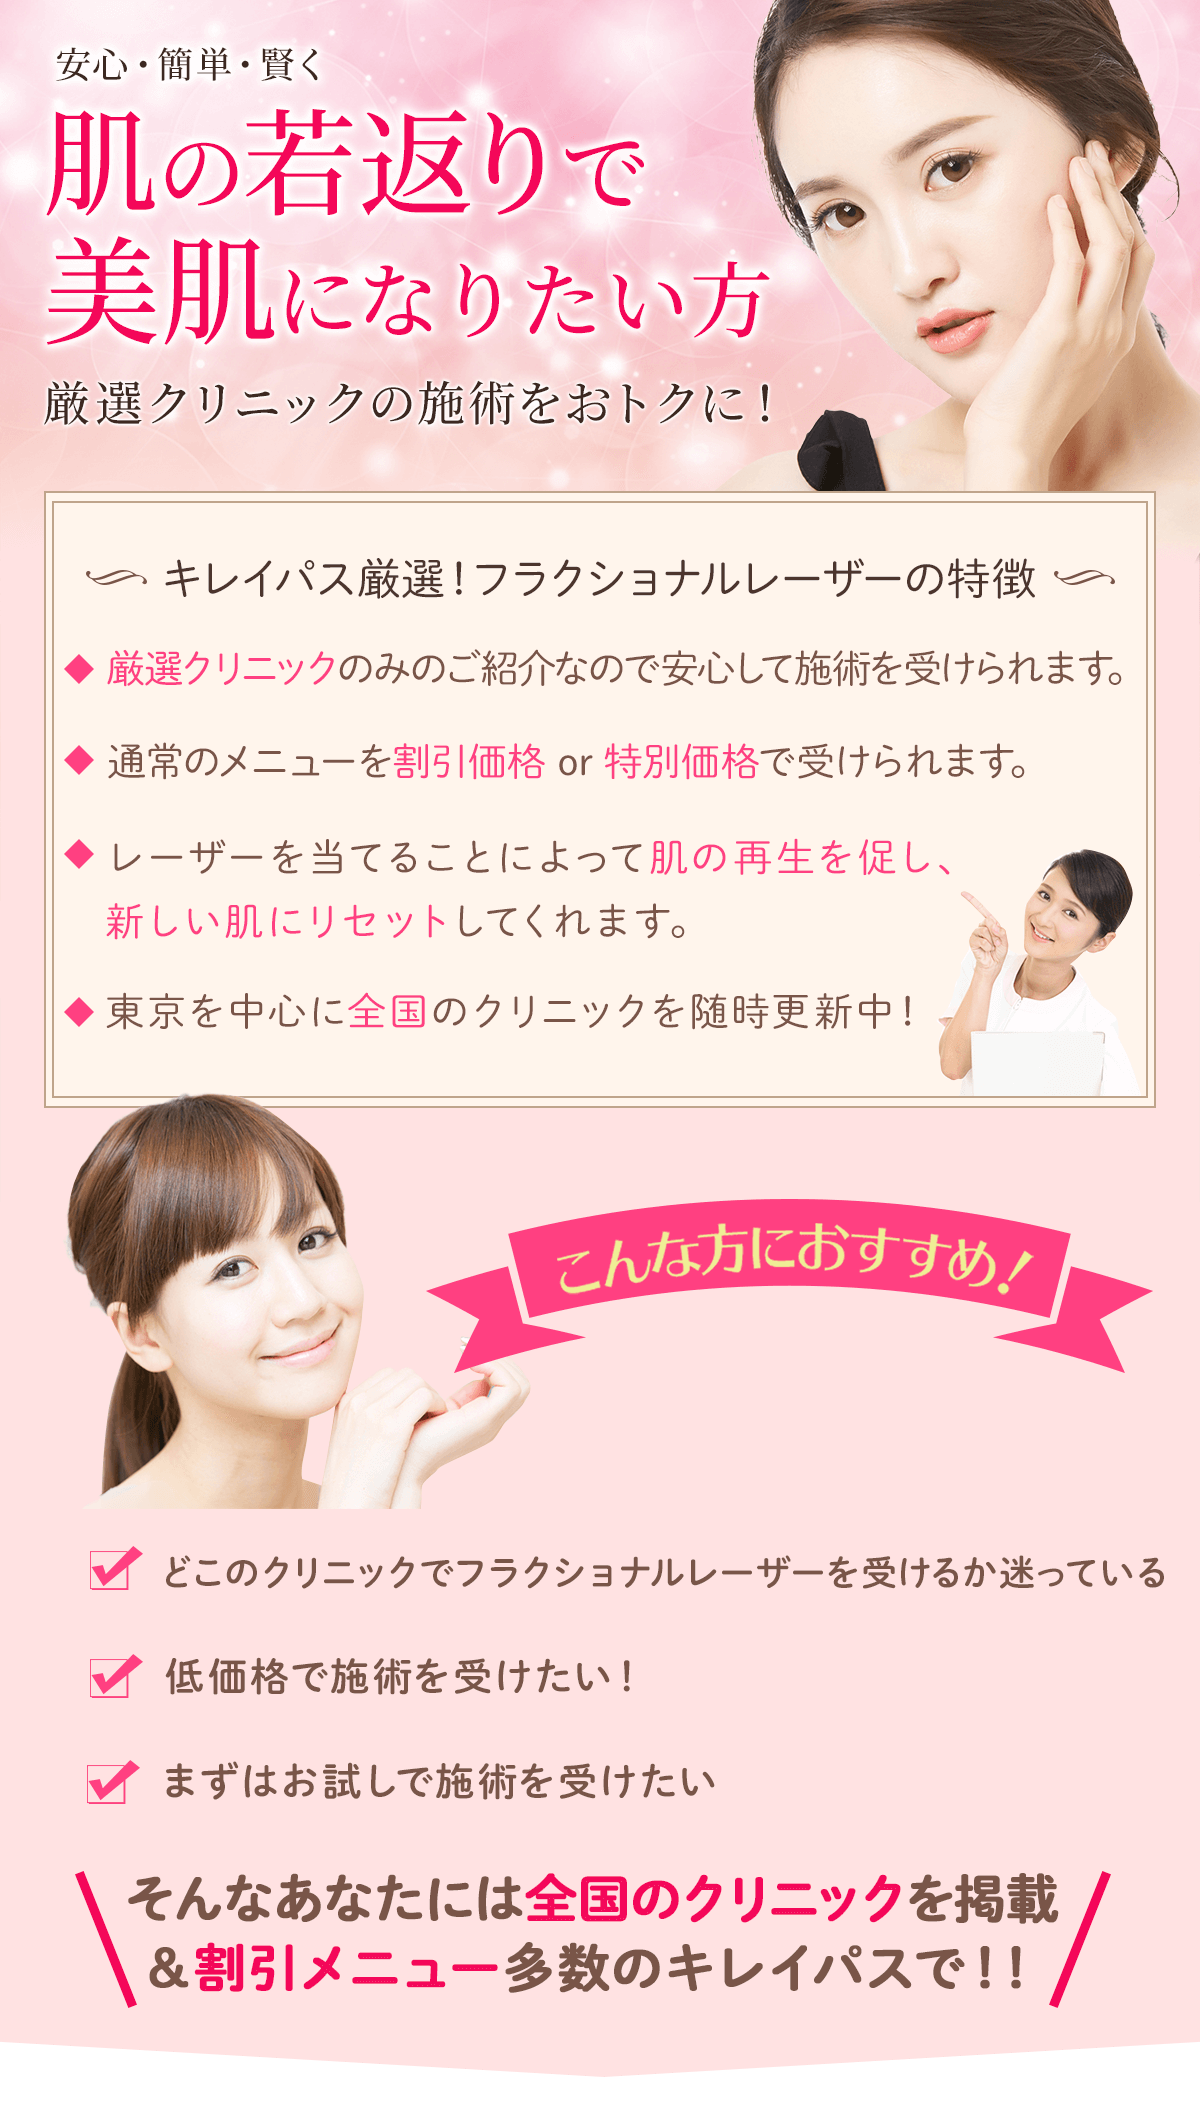 安心・簡単・賢く
肌の若返りで
美肌になりたい方
厳選クリニックの施術をおトクに！
キレイパス厳選！フラクショナルレーザーの特徴
◆ 厳選クリニックのみのご紹介なので安心して施術を受けられます。
◆ 通常のメニューを割引価格 or 特別価格で受けられます。
◆ レーザーを当てることによって肌の再生を促し、
新しい肌にリセットしてくれます。
◆ 東京を中心に全国のクリニックを随時更新中！
こんな方におすすめ！
どこのクリニックでフラクショナルレーザーを受けるか迷っている
低価格で施術を受けたい！
まずはお試しで施術を受けたい
そんなあなたには全国のクリニックを掲載
＆割引メニュー多数のキレイパスで！！